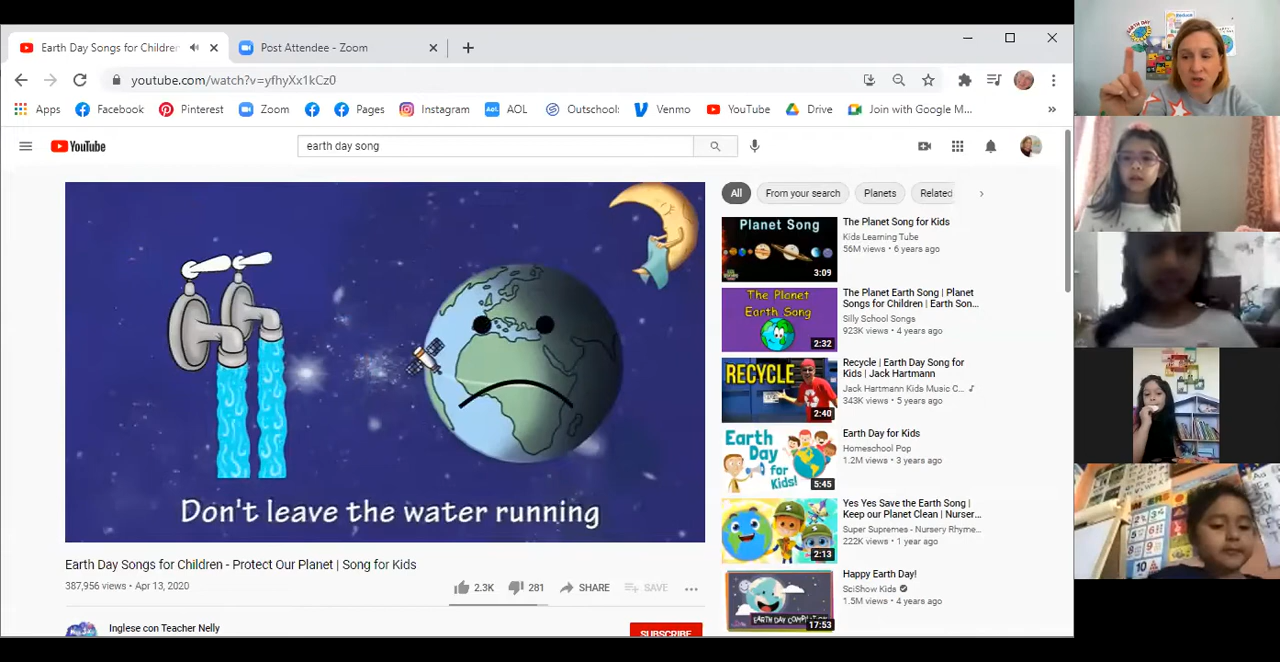 Earth Day Songs for Children
Post Attendee - Zoom
youtube.com/watch?v=yfhyXx1kCz0
Apps Facebook Pinterest Zoom Pages Instagram AOL Outschool: Venmo YouTube Drive Join with Google M... »
YouTube
earth day song
Don't leave the water running
Earth Day Songs for Children - Protect Our Planet | Song for Kids
387,956 views • Apr 13, 2020
2.3K 281 SHARE SAVE
Inglese con Teacher Nelly
SUBSCRIBE
All From your search Planets Related
Planet Song
3:09
The Planet Song for Kids
Kids Learning Tube
56M views • 6 years ago
The Planet
Earth Song
2:32
The Planet Earth Song | Planet
Songs for Children | Earth Son...
Silly School Songs
923K views • 4 years ago
RECYCLE
2:40
Recycle | Earth Day Song for
Kids | Jack Hartmann
Jack Hartmann Kids Music C...
343K views • 5 years ago
Earth
Day for
Kids!
5:45
Earth Day for Kids
Homeschool Pop
1.2M views • 3 years ago
2:13
Yes Yes Save the Earth Song |
Keep our Planet Clean | Nurser...
Super Supremes - Nursery Rhyme...
222K views • 1 year ago
EARTH DAY COMPILATION
17:53
Happy Earth Day!
SciShow Kids
1.5M views • 4 years ago
EARTH DAY